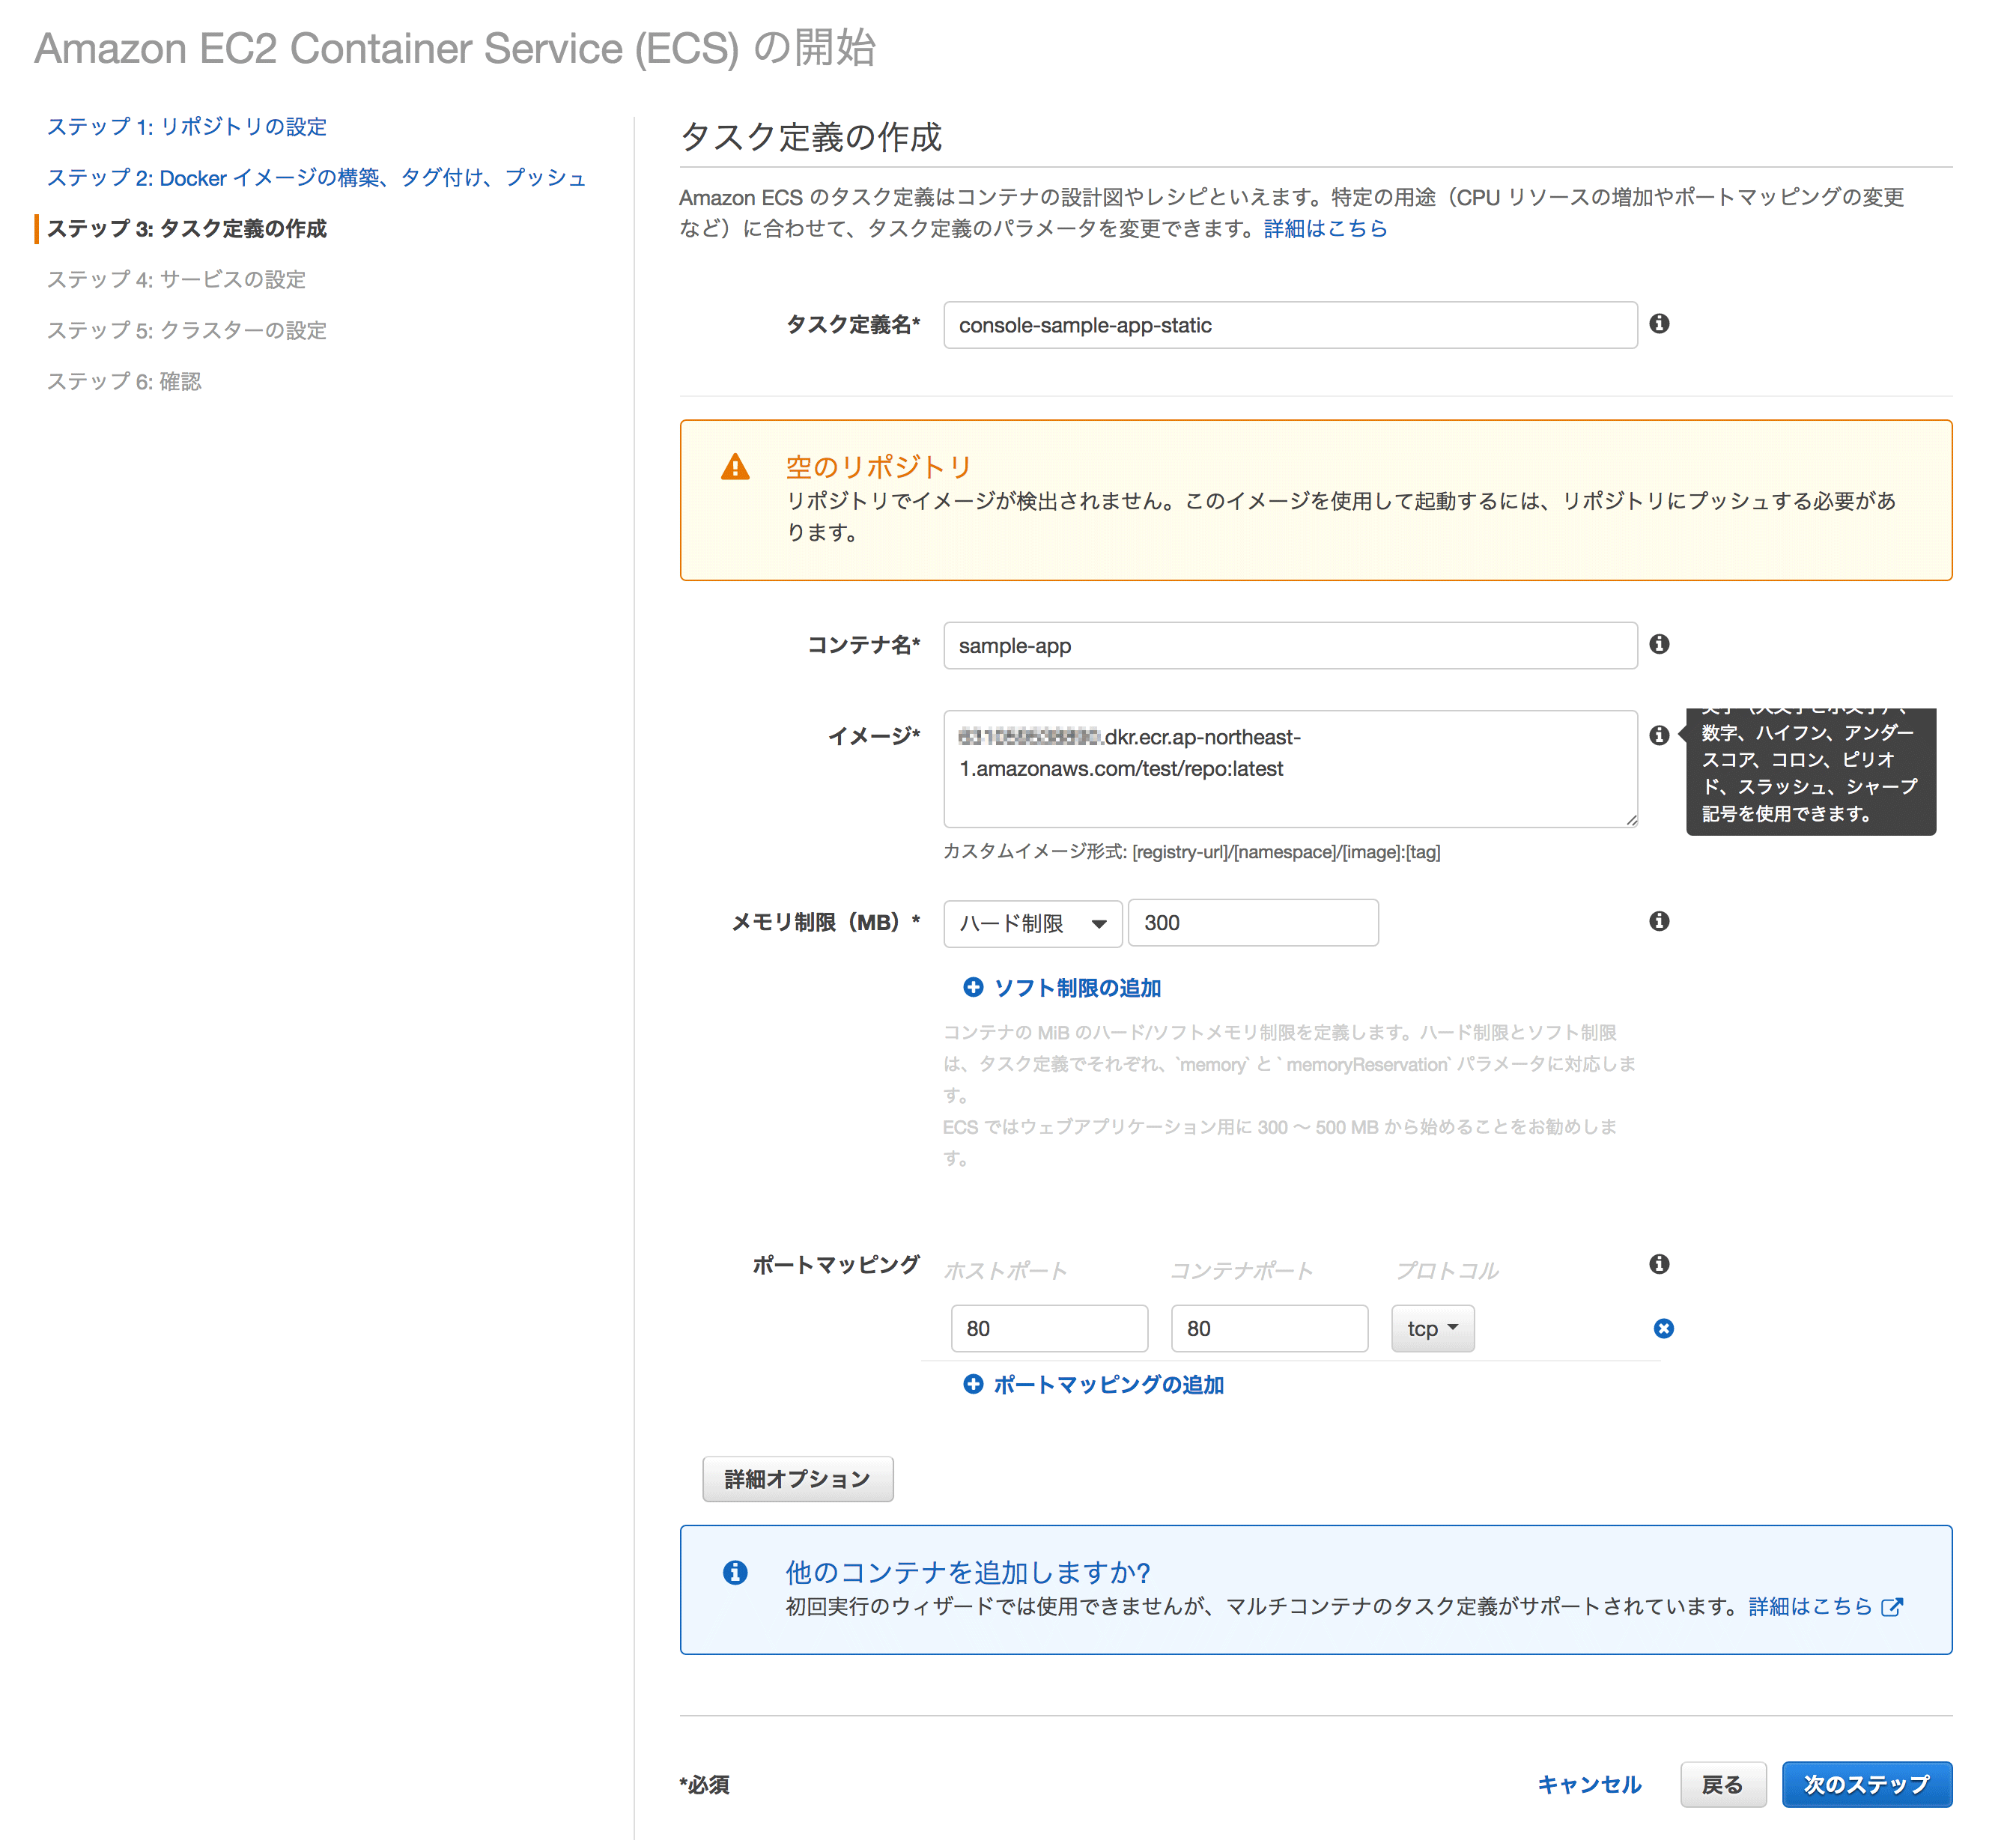 Amazon EC2 Container Service (ECS) の開始
ステップ 1: リポジトリの設定
ステップ 2: Docker イメージの構築、タグ付け、プッシュ
ステップ 3: タスク定義の作成
ステップ 4: サービスの設定
ステップ 5: クラスターの設定
ステップ 6: 確認
タスク定義の作成
Amazon ECS のタスク定義はコンテナの設計図やレシピといえます。特定の用途（CPU リソースの増加やポートマッピングの変更
など）に合わせて、タスク定義のパラメータを変更できます。詳細はこちら
タスク定義名* console-sample-app-static
空のリポジトリ
リポジトリでイメージが検出されません。このイメージを使用して起動するには、リポジトリにプッシュする必要があ
ります。
コンテナ名* sample-app
イメージ* .dkr.ecr.ap-northeast-
1.amazonaws.com/test/repo:latest
数字、ハイフン、アンダー
スコア、コロン、ピリオ
ド、スラッシュ、シャープ
記号を使用できます。
カスタムイメージ形式: [registry-url]/[namespace]/[image]:[tag]
メモリ制限（MB）* ハード制限 300
ソフト制限の追加
コンテナの MiB のハード/ソフトメモリ制限を定義します。ハード制限とソフト制限
は、タスク定義でそれぞれ、`memory` と ` memoryReservation` パラメータに対応しま
す。
ECS ではウェブアプリケーション用に 300 ～ 500 MB から始めることをお勧めしま
す。
ポートマッピング ホストポート コンテナポート プロトコル
80 80 tcp
ポートマッピングの追加
詳細オプション
他のコンテナを追加しますか?
初回実行のウィザードでは使用できませんが、マルチコンテナのタスク定義がサポートされています。詳細はこちら
*必須 キャンセル 戻る 次のステップ